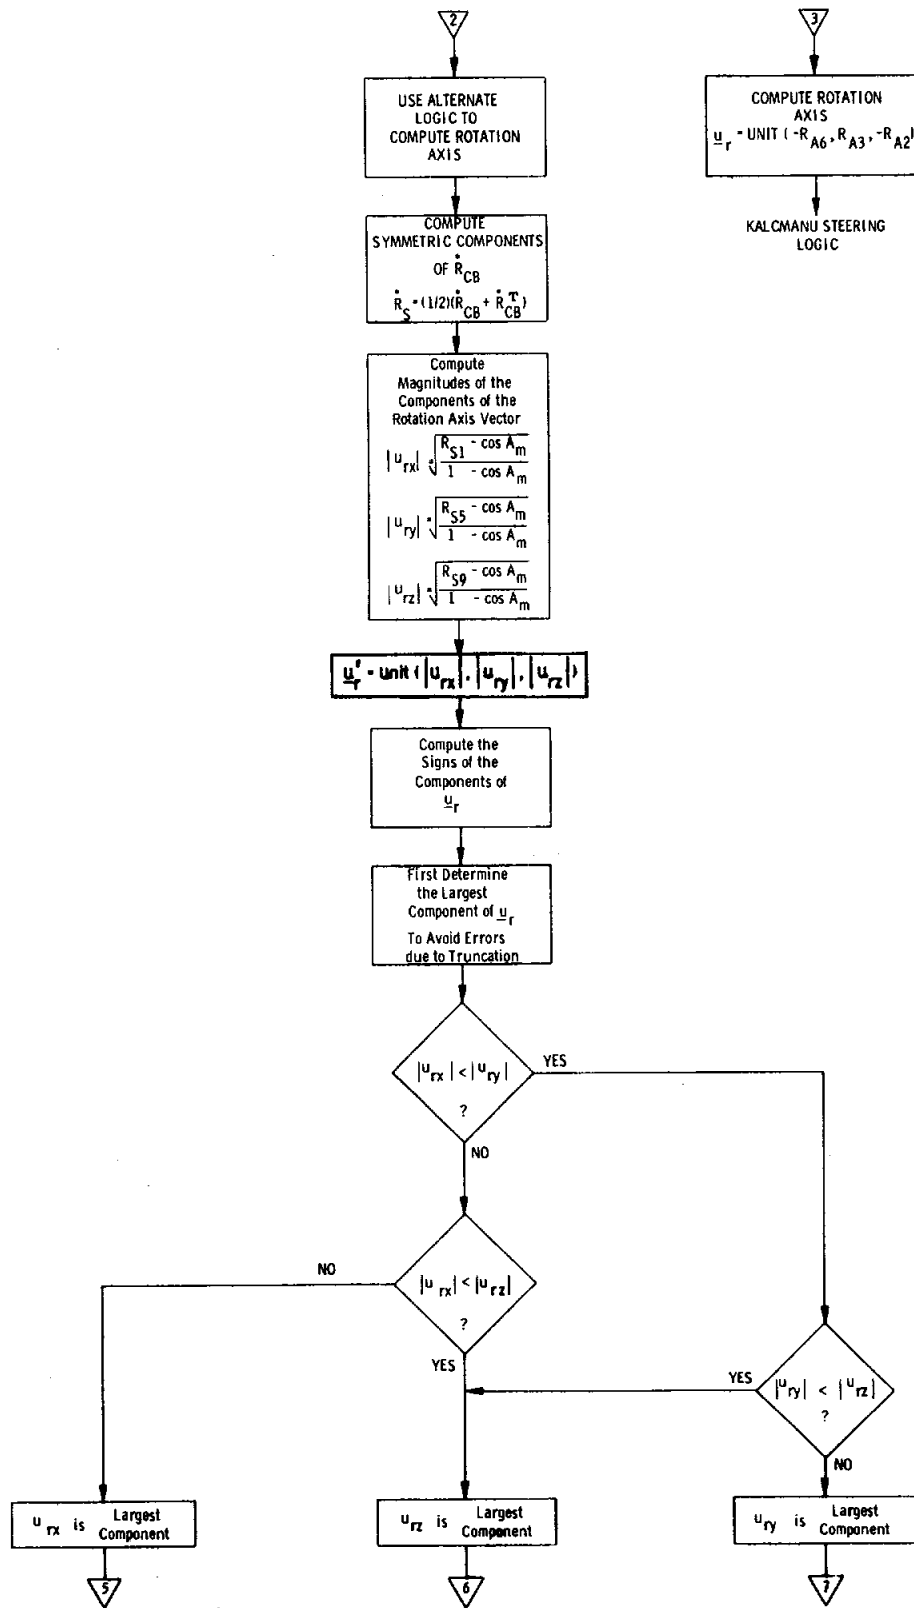 2
USE ALTERNATE
LOGIC TO
COMPUTE ROTATION
AXIS
COMPUTE
SYMMETRIC COMPONENTS
OF R*_CB
R*_S = (1/2)(R*_CB + R*_CB^T)
Compute
Magnitudes of the
Components of the
Rotation Axis Vector
|u_rx| = √((R_S1 - cos A_m) / (1 - cos A_m))
|u_ry| = √((R_S5 - cos A_m) / (1 - cos A_m))
|u_rz| = √((R_S9 - cos A_m) / (1 - cos A_m))
u_r' = unit (|u_rx|, |u_ry|, |u_rz|)
Compute the
Signs of the
Components of
u_r
First Determine
the Largest
Component of u_r
To Avoid Errors
due to Truncation
|u_rx| < |u_ry|
?
YES
NO
|u_rx| < |u_rz|
?
NO
YES
3
COMPUTE ROTATION
AXIS
u_r = UNIT (-R_A6, R_A3, -R_A2)
KALCMANU STEERING
LOGIC
|u_ry| < |u_rz|
?
YES
NO
u_rx is Largest
Component
5
u_rz is Largest
Component
6
u_ry is Largest
Component
7